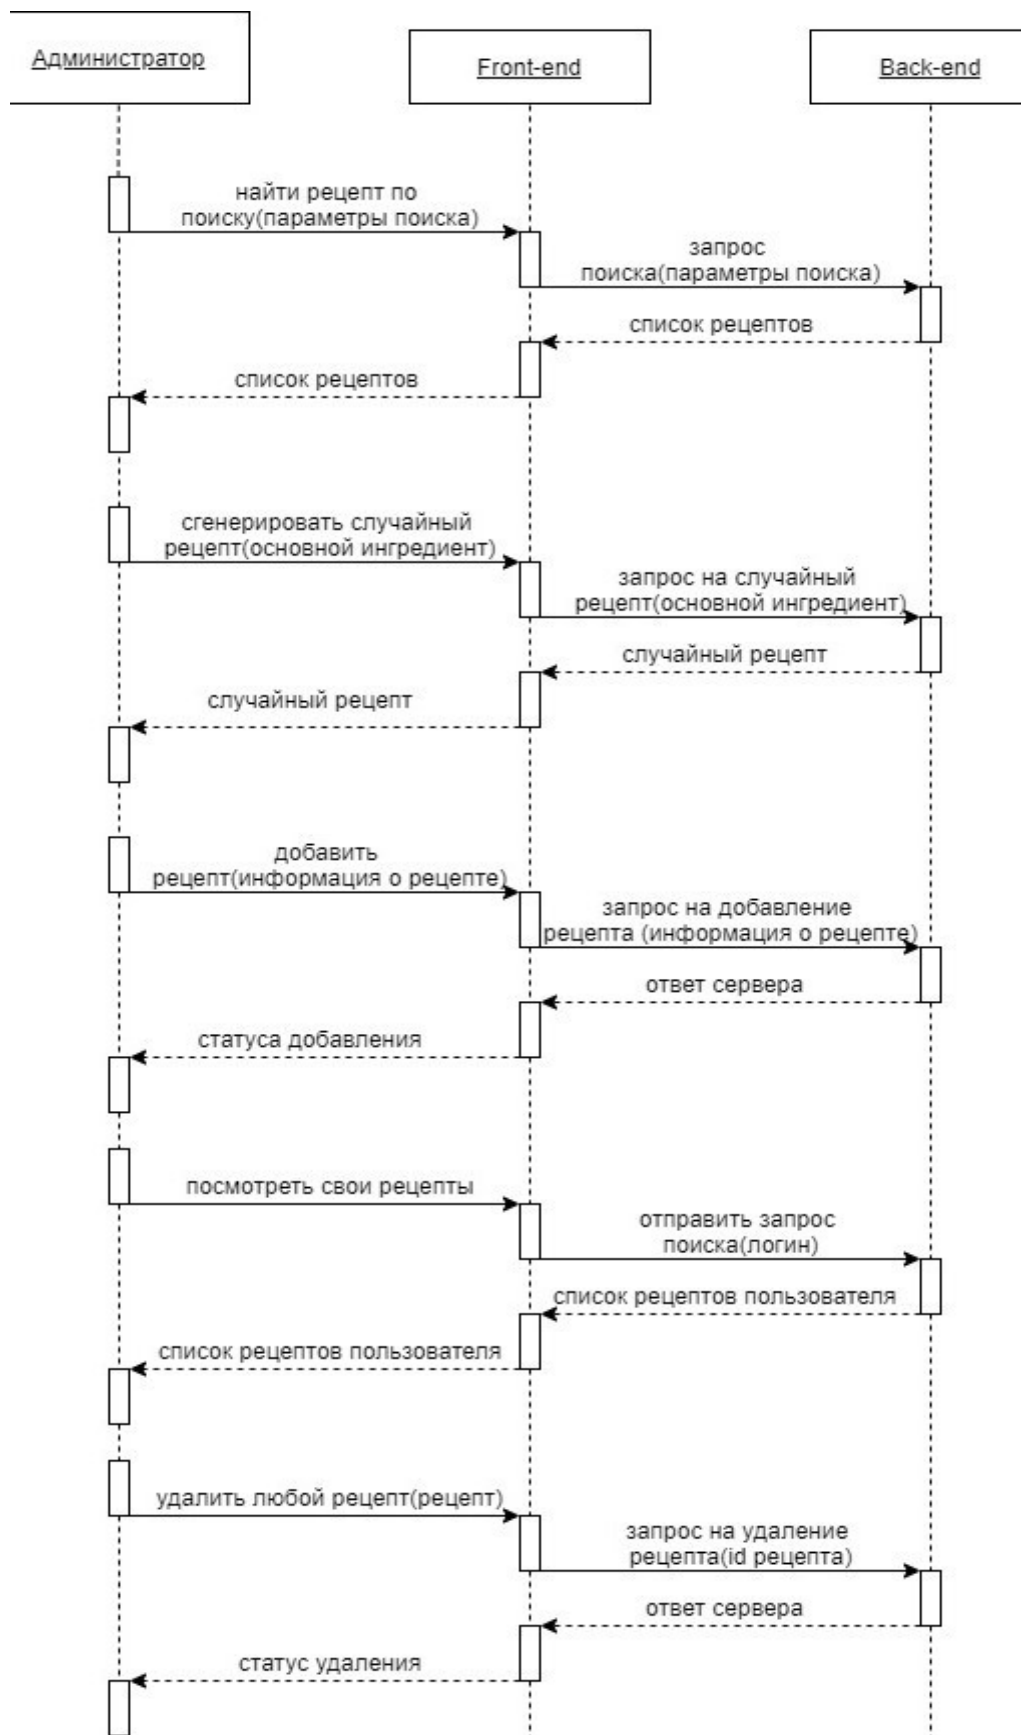 Администратор
Front-end
Back-end
найти рецепт по
поиску(параметры поиска)
запрос
поиска(параметры поиска)
список рецептов
список рецептов
сгенерировать случайный
рецепт(основной ингредиент)
запрос на случайный
рецепт(основной ингредиент)
случайный рецепт
случайный рецепт
добавить
рецепт(информация о рецепте)
запрос на добавление
рецепта (информация о рецепте)
ответ сервера
статуса добавления
посмотреть свои рецепты
отправить запрос
поиска(логин)
список рецептов пользователя
список рецептов пользователя
удалить любой рецепт(рецепт)
запрос на удаление
рецепта(id рецепта)
ответ сервера
статус удаления